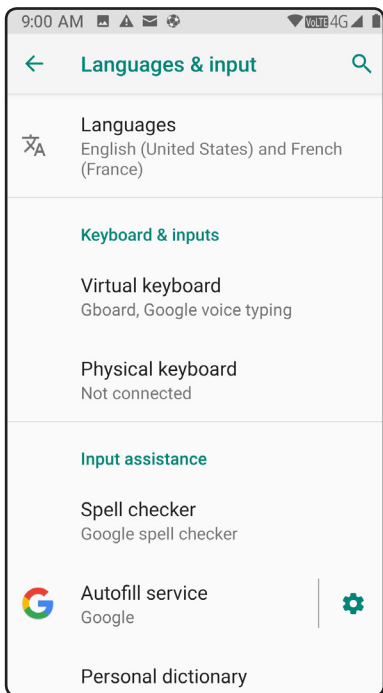 9:00 AM VoLTE 4G
Languages & input
Languages
English (United States) and French
(France)
Keyboard & inputs
Virtual keyboard
Gboard, Google voice typing
Physical keyboard
Not connected
Input assistance
Spell checker
Google spell checker
Autofill service
Google
Personal dictionary